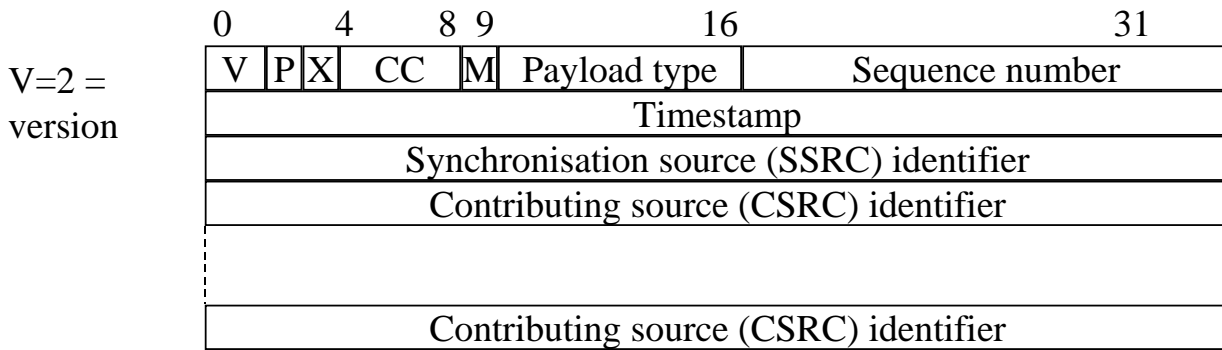 0 4 8 9 16 31
V=2 =
version
V P X CC M Payload type Sequence number
Timestamp
Synchronisation source (SSRC) identifier
Contributing source (CSRC) identifier
Contributing source (CSRC) identifier